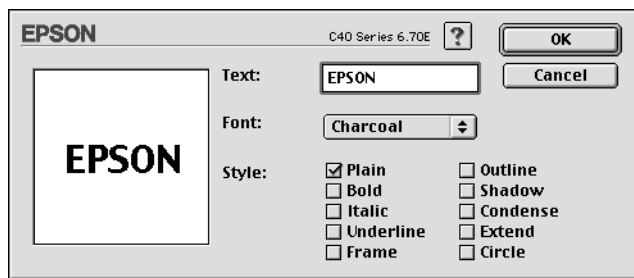 EPSON
C40 Series 6.70E
?
OK
Cancel
Text:
EPSON
Font:
Charcoal
EPSON
Style:
Plain
Bold
Italic
Underline
Frame
Outline
Shadow
Condense
Extend
Circle